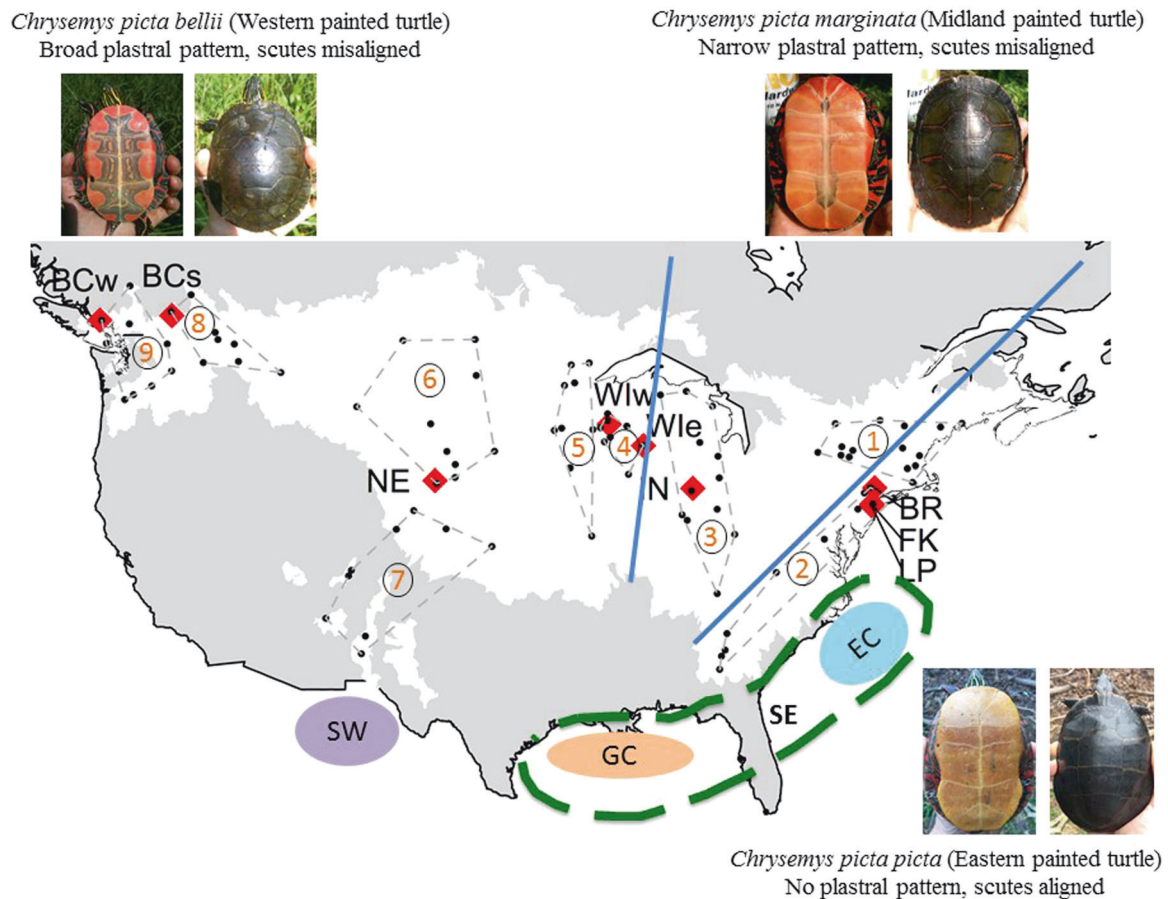 Chrysemys picta bellii (Western painted turtle)
Broad plastral pattern, scutes misaligned
Chrysemys picta marginata (Midland painted turtle)
Narrow plastral pattern, scutes misaligned
BCw
BCs
8
9
6
WIw
WIe
5
4
1
NE
IN
3
BR
FK
LP
2
7
EC
SW
GC
SE
Chrysemys picta picta (Eastern painted turtle)
No plastral pattern, scutes aligned